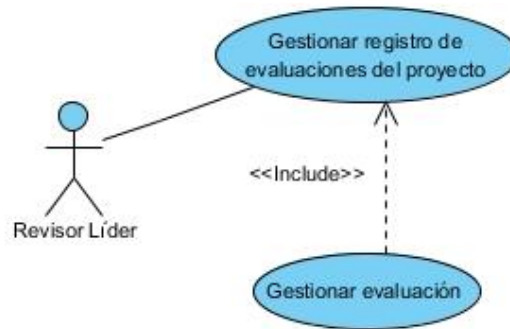 Gestionar registro de
evaluaciones del proyecto
<<Include>>
Revisor Líder
Gestionar evaluación